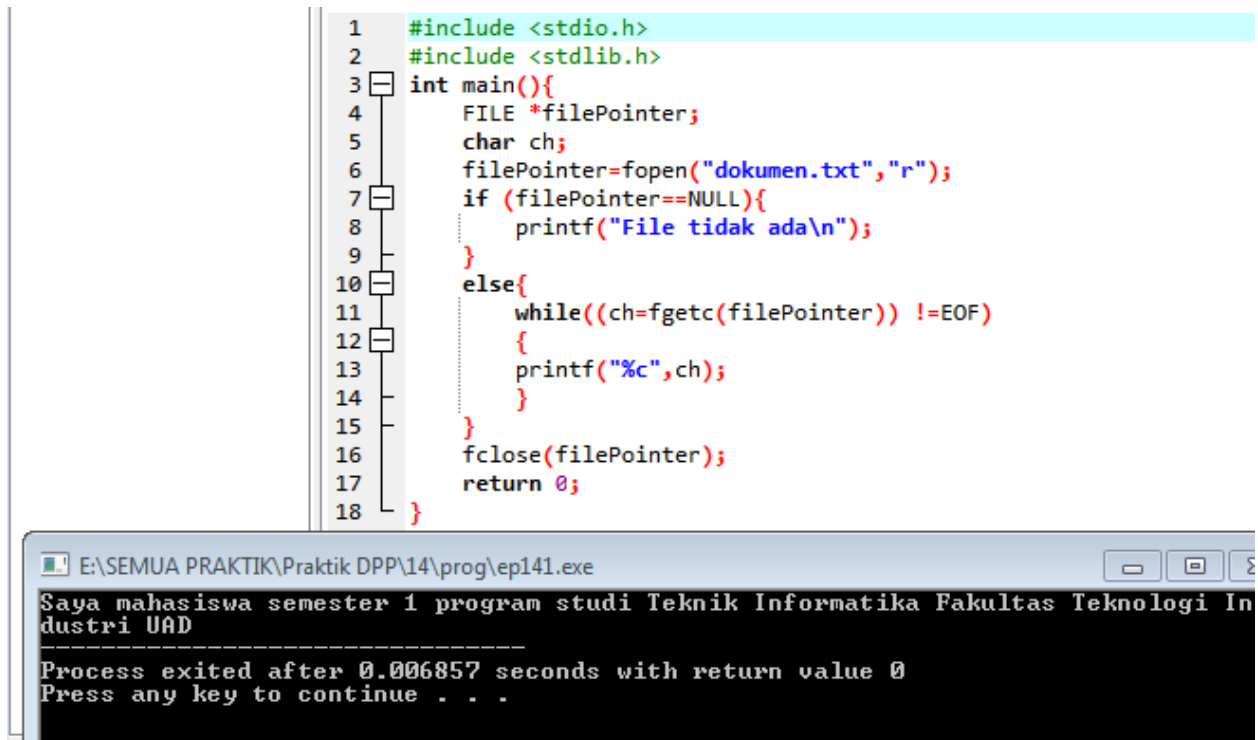 1 #include <stdio.h>
2 #include <stdlib.h>
3 int main(){
4 FILE *filePointer;
5 char ch;
6 filePointer=fopen("dokumen.txt","r");
7 if (filePointer==NULL){
8 printf("File tidak ada\n");
9 }
10 else{
11 while((ch=fgetc(filePointer)) !=EOF)
12 {
13 printf("%c",ch);
14 }
15 }
16 fclose(filePointer);
17 return 0;
18 }
E:\SEMUA PRAKTIK\Praktik DPP\14\prog\ep141.exe
Saya mahasiswa semester 1 program studi Teknik Informatika Fakultas Teknologi In
dustri UAD
--------------------------------
Process exited after 0.006857 seconds with return value 0
Press any key to continue . . .